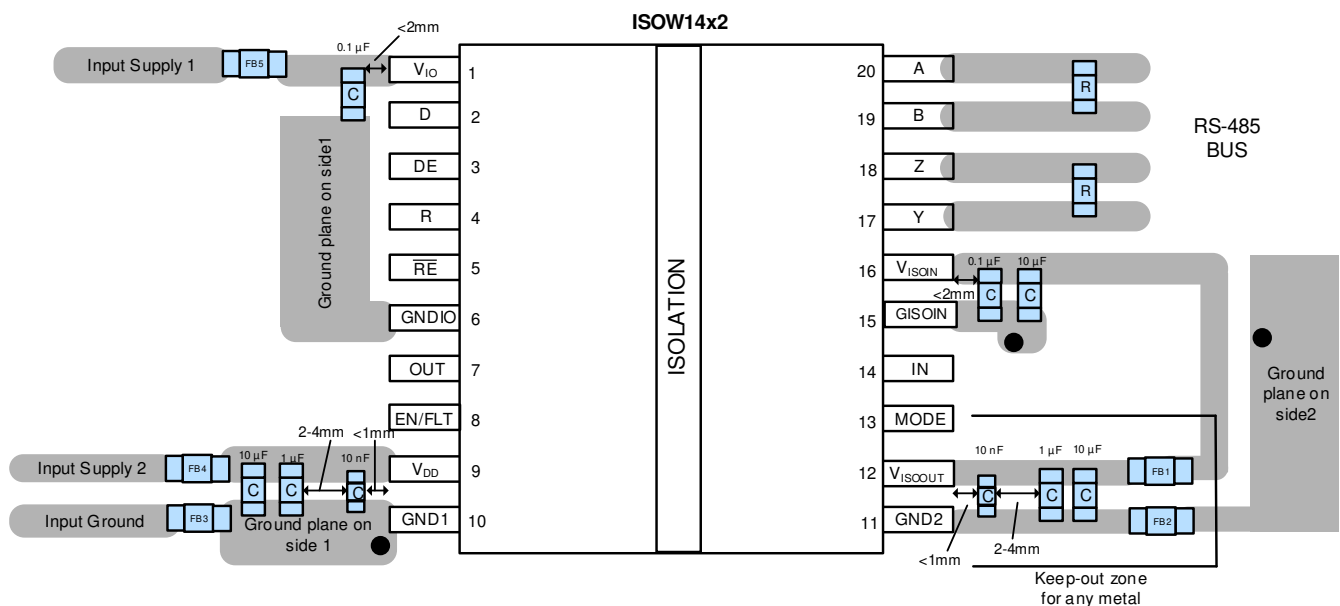 ISOW14x2
Input Supply 1
FB5
0.1 µF
<2mm
C
Ground plane on side1
VIO 1
D 2
DE 3
R 4
RE 5
GNDIO 6
OUT 7
EN/FLT 8
VDD 9
GND1 10
2-4mm
<1mm
Input Supply 2
FB4
10 µF
1 µF
10 nF
C
C
C
Input Ground
FB3
Ground plane on
side 1
ISOLATION
20 A
19 B
18 Z
17 Y
16 VISOIN
15 GISOIN
14 IN
13 MODE
12 VISOOUT
11 GND2
R
R
RS-485
BUS
0.1 µF
10 µF
<2mm
C
C
Ground
plane on
side2
10 nF
1 µF
10 µF
C
C
C
FB1
FB2
<1mm
2-4mm
Keep-out zone
for any metal